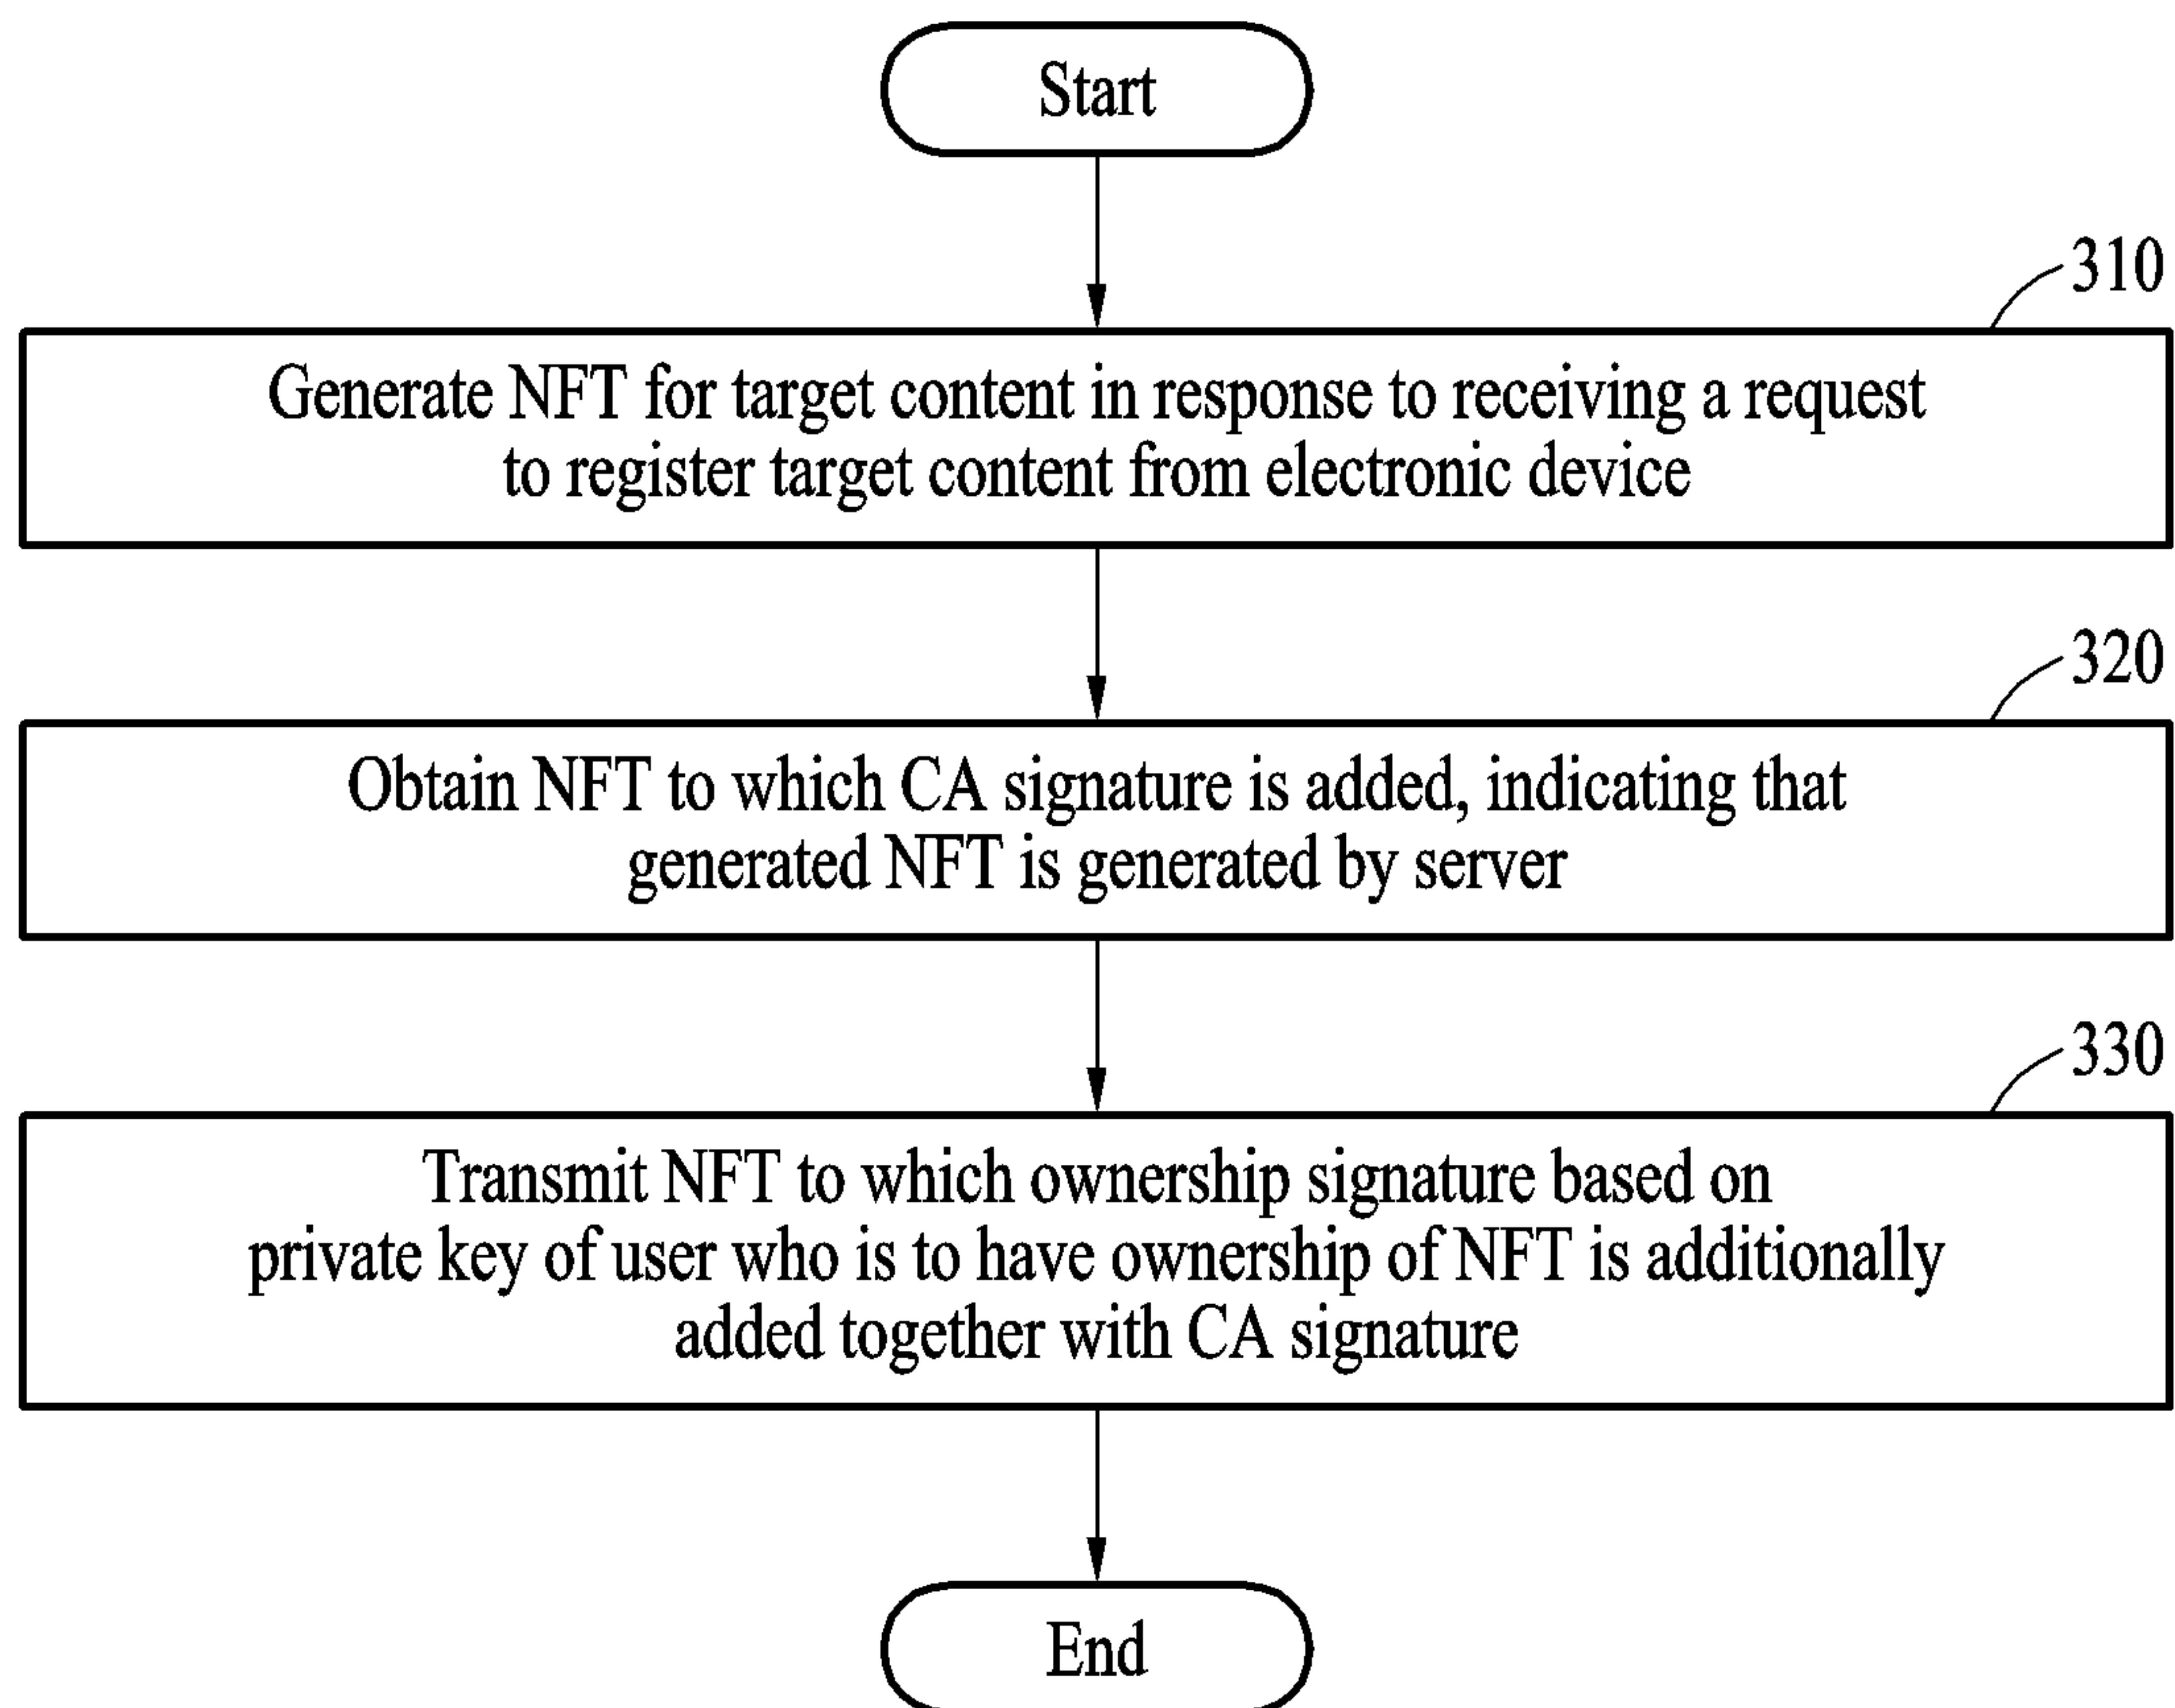 Start
310
Generate NFT for target content in response to receiving a request
to register target content from electronic device
320
Obtain NFT to which CA signature is added, indicating that
generated NFT is generated by server
330
Transmit NFT to which ownership signature based on
private key of user who is to have ownership of NFT is additionally
added together with CA signature
End